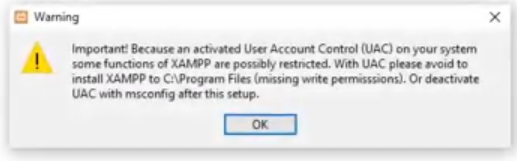 Warning
Important! Because an activated User Account Control (UAC) on your system
some functions of XAMPP are possibly restricted. With UAC please avoid to
install XAMPP to C:\Program Files (missing write permisssions). Or deactivate
UAC with msconfig after this setup.
OK